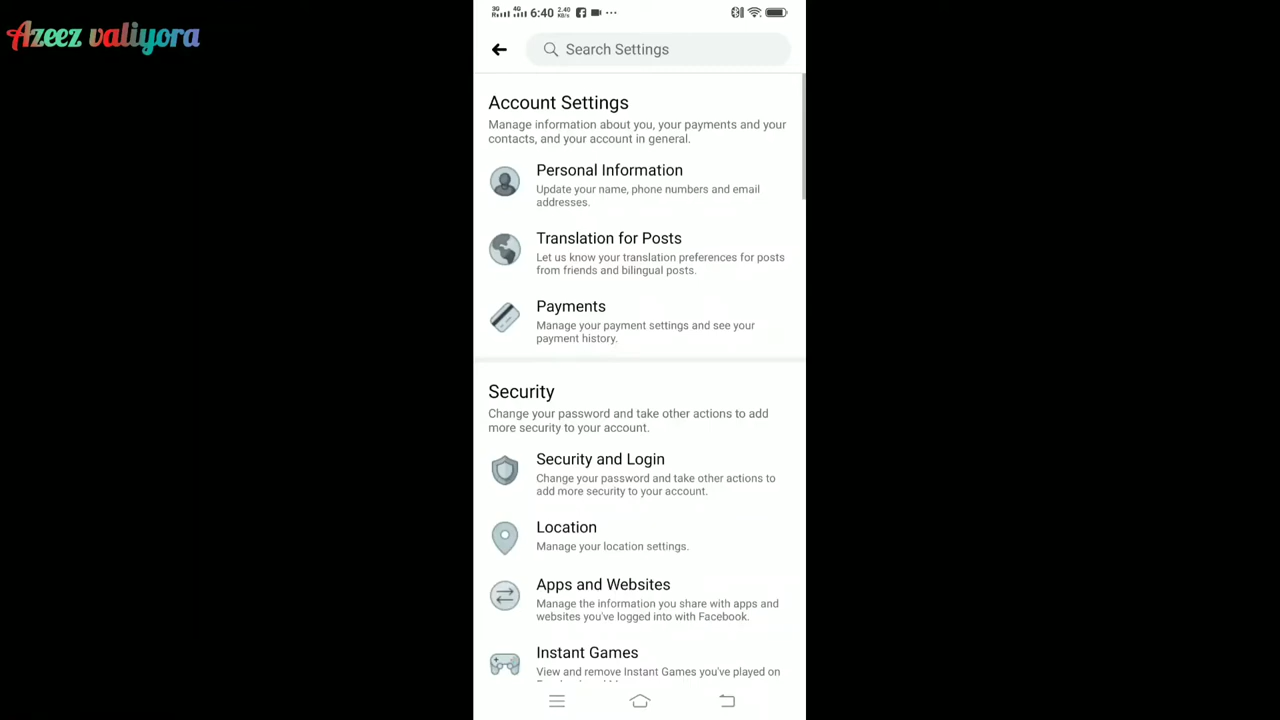 Azeez valiyora
3G 4G 6:40 2.40 KB/s
Search Settings
Account Settings
Manage information about you, your payments and your
contacts, and your account in general.
Personal Information
Update your name, phone numbers and email
addresses.
Translation for Posts
Let us know your translation preferences for posts
from friends and bilingual posts.
Payments
Manage your payment settings and see your
payment history.
Security
Change your password and take other actions to add
more security to your account.
Security and Login
Change your password and take other actions to
add more security to your account.
Location
Manage your location settings.
Apps and Websites
Manage the information you share with apps and
websites you've logged into with Facebook.
Instant Games
View and remove Instant Games you've played on